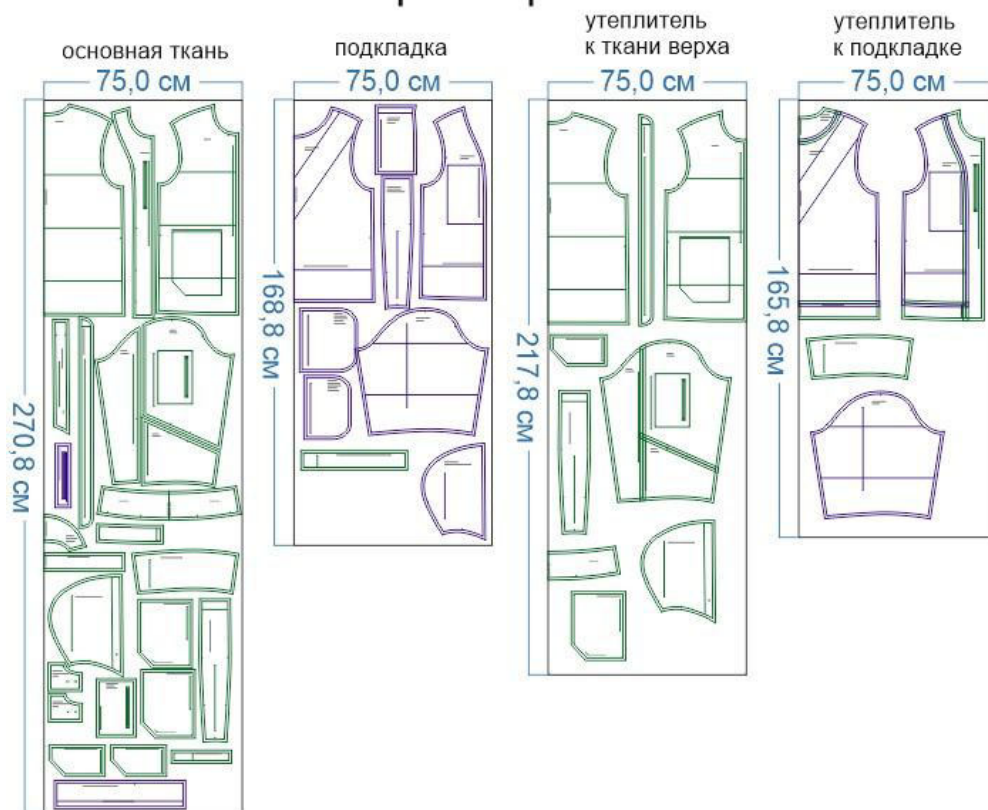 основная ткань
75,0 см
270,8 см
подкладка
75,0 см
168,8 см
утеплитель
к ткани верха
75,0 см
217,8 см
утеплитель
к подкладке
75,0 см
165,8 см